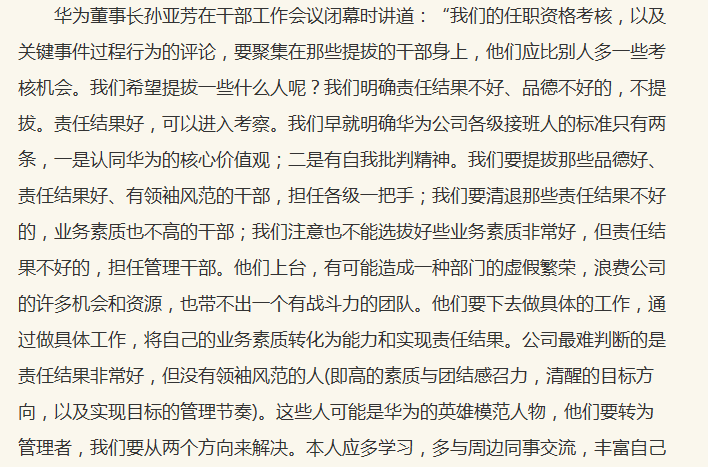 华为董事长孙亚芳在干部工作会议闭幕时讲道：“我们的任职资格考核，以及
关键事件过程行为的评论，要聚集在那些提拔的干部身上，他们应比别人多一些考
核机会。我们希望提拔一些什么人呢？我们明确责任结果不好、品德不好的，不提
拔。责任结果好，可以进入考察。我们早就明确华为公司各级接班人的标准只有两
条，一是认同华为的核心价值观；二是有自我批判精神。我们要提拔那些品德好、
责任结果好、有领袖风范的干部，担任各级一把手；我们要清退那些责任结果不好
的，业务素质也不高的干部；我们注意也不能选拔好些业务素质非常好，但责任结
果不好的，担任管理干部。他们上台，有可能造成一种部门的虚假繁荣，浪费公司
的许多机会和资源，也带不出一个有战斗力的团队。他们要下去做具体的工作，通
过做具体工作，将自己的业务素质转化为能力和实现责任结果。公司最难判断的是
责任结果非常好，但没有领袖风范的人(即高的素质与团结感召力，清醒的目标方
向，以及实现目标的管理节奏)。这些人可能是华为的英雄模范人物，他们要转为
管理者，我们要从两个方向来解决。本人应多学习，多与周边同事交流，丰富自己